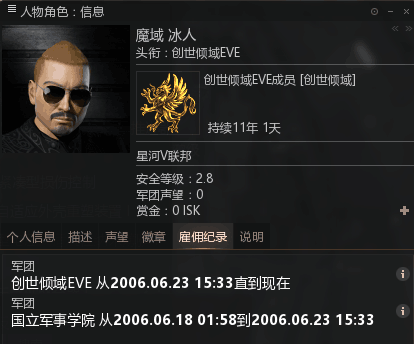 人物角色：信息
魔域 冰人
头衔：创世倾城EVE
创世倾城EVE成员 [创世倾域]
持续11年 1天
星河V联邦
安全等级：2.8
军团声望：0
赏金：0 ISK
个人信息 描述 声望 徽章 雇佣纪录 说明
军团
创世倾域EVE 从2006.06.23 15:33直到现在
军团
国立军事学院 从2006.06.18 01:58到2006.06.23 15:33